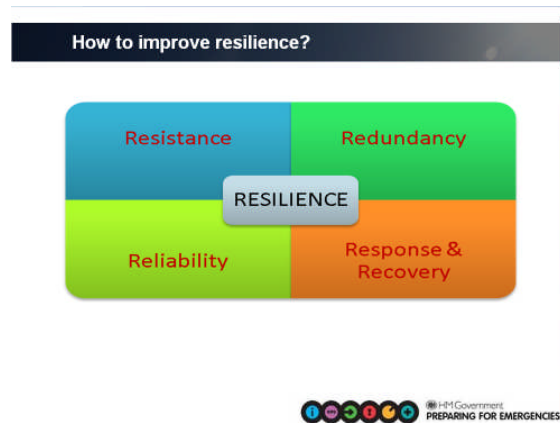 How to improve resilience?
Resistance
Redundancy
RESILIENCE
Reliability
Response &
Recovery
HM Government
PREPARING FOR EMERGENCIES